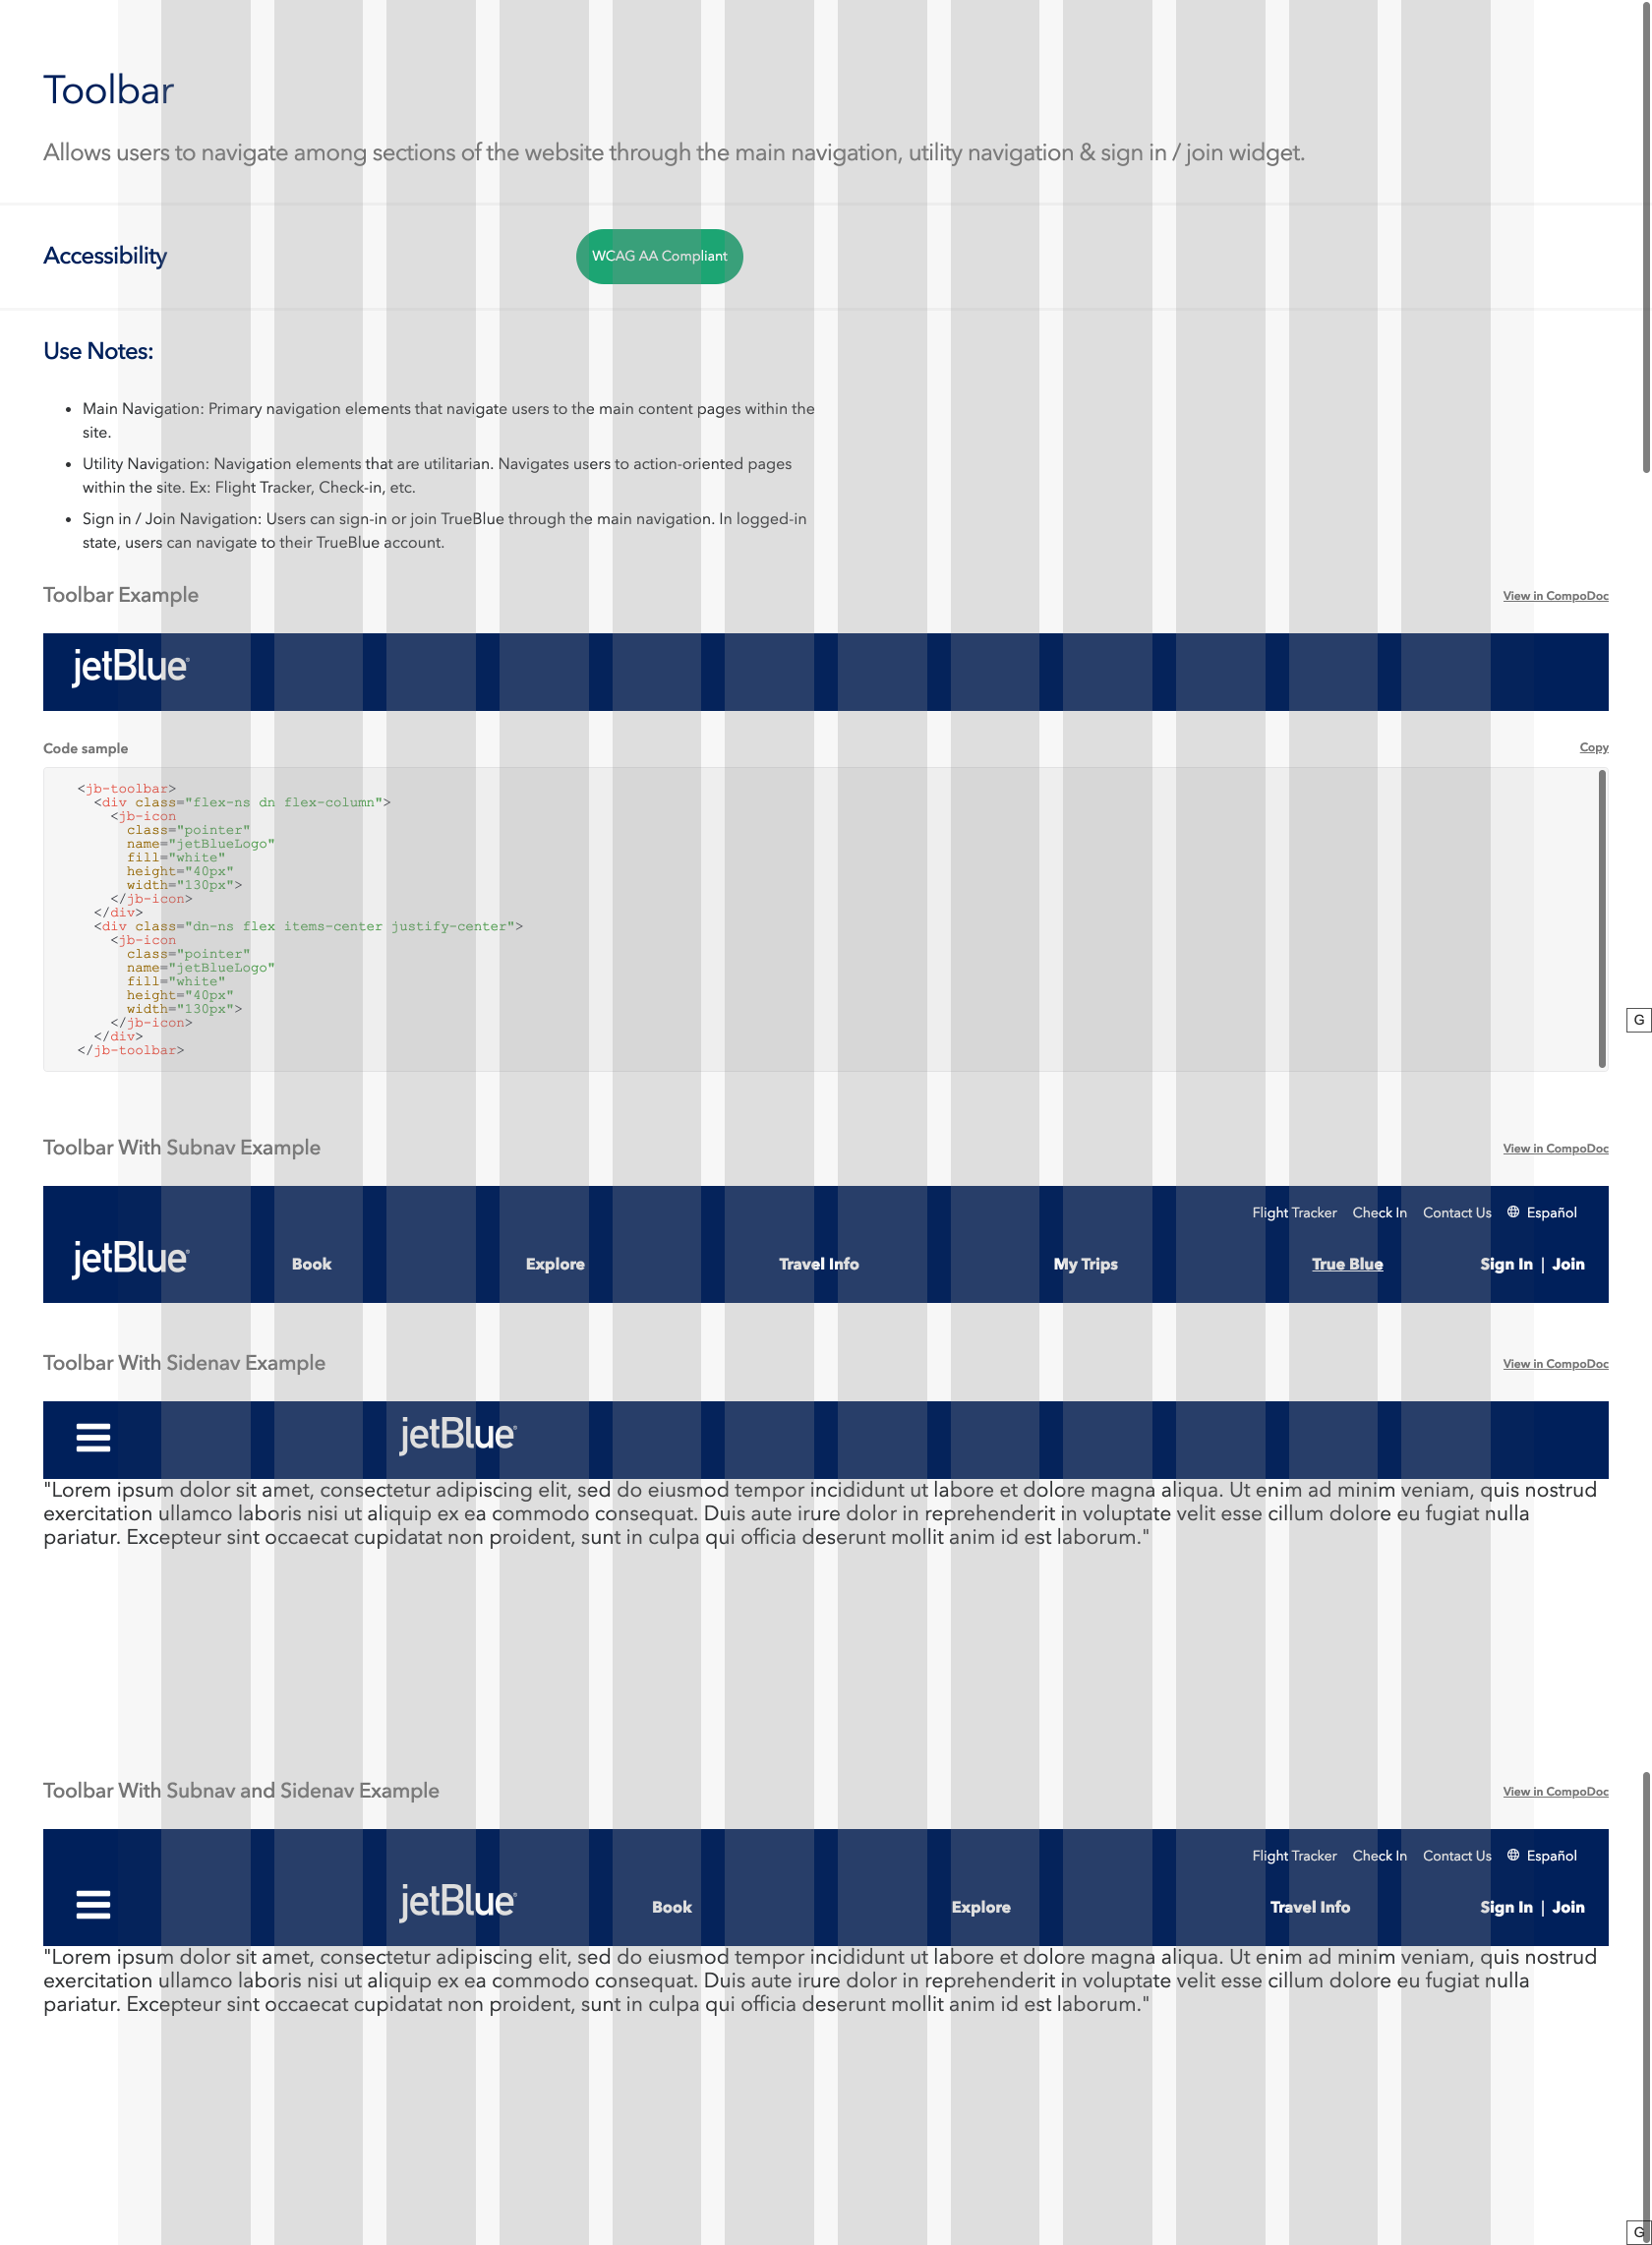 Toolbar
Allows users to navigate among sections of the website through the main navigation, utility navigation & sign in / join widget.
Accessibility
WCAG AA Compliant
Use Notes:
• Main Navigation: Primary navigation elements that navigate users to the main content pages within the
site.
• Utility Navigation: Navigation elements that are utilitarian. Navigates users to action-oriented pages
within the site. Ex: Flight Tracker, Check-in, etc.
• Sign in / Join Navigation: Users can sign-in or join TrueBlue through the main navigation. In logged-in
state, users can navigate to their TrueBlue account.
Toolbar Example
View in CompoDoc
jetBlue®
Code sample
Copy
<jb-toolbar>
  <div class="flex-ns dn flex-column">
    <jb-icon
      class="pointer"
      name="jetBlueLogo"
      fill="white"
      height="40px"
      width="130px">
    </jb-icon>
  </div>
  <div class="dn-ns flex items-center justify-center">
    <jb-icon
      class="pointer"
      name="jetBlueLogo"
      fill="white"
      height="40px"
      width="130px">
    </jb-icon>
  </div>
</jb-toolbar>
G
Toolbar With Subnav Example
View in CompoDoc
Flight Tracker Check In Contact Us Español
jetBlue® Book Explore Travel Info My Trips True Blue Sign In | Join
Toolbar With Sidenav Example
View in CompoDoc
jetBlue®
"Lorem ipsum dolor sit amet, consectetur adipiscing elit, sed do eiusmod tempor incididunt ut labore et dolore magna aliqua. Ut enim ad minim veniam, quis nostrud
exercitation ullamco laboris nisi ut aliquip ex ea commodo consequat. Duis aute irure dolor in reprehenderit in voluptate velit esse cillum dolore eu fugiat nulla
pariatur. Excepteur sint occaecat cupidatat non proident, sunt in culpa qui officia deserunt mollit anim id est laborum."
Toolbar With Subnav and Sidenav Example
View in CompoDoc
Flight Tracker Check In Contact Us Español
jetBlue® Book Explore Travel Info Sign In | Join
"Lorem ipsum dolor sit amet, consectetur adipiscing elit, sed do eiusmod tempor incididunt ut labore et dolore magna aliqua. Ut enim ad minim veniam, quis nostrud
exercitation ullamco laboris nisi ut aliquip ex ea commodo consequat. Duis aute irure dolor in reprehenderit in voluptate velit esse cillum dolore eu fugiat nulla
pariatur. Excepteur sint occaecat cupidatat non proident, sunt in culpa qui officia deserunt mollit anim id est laborum."
G